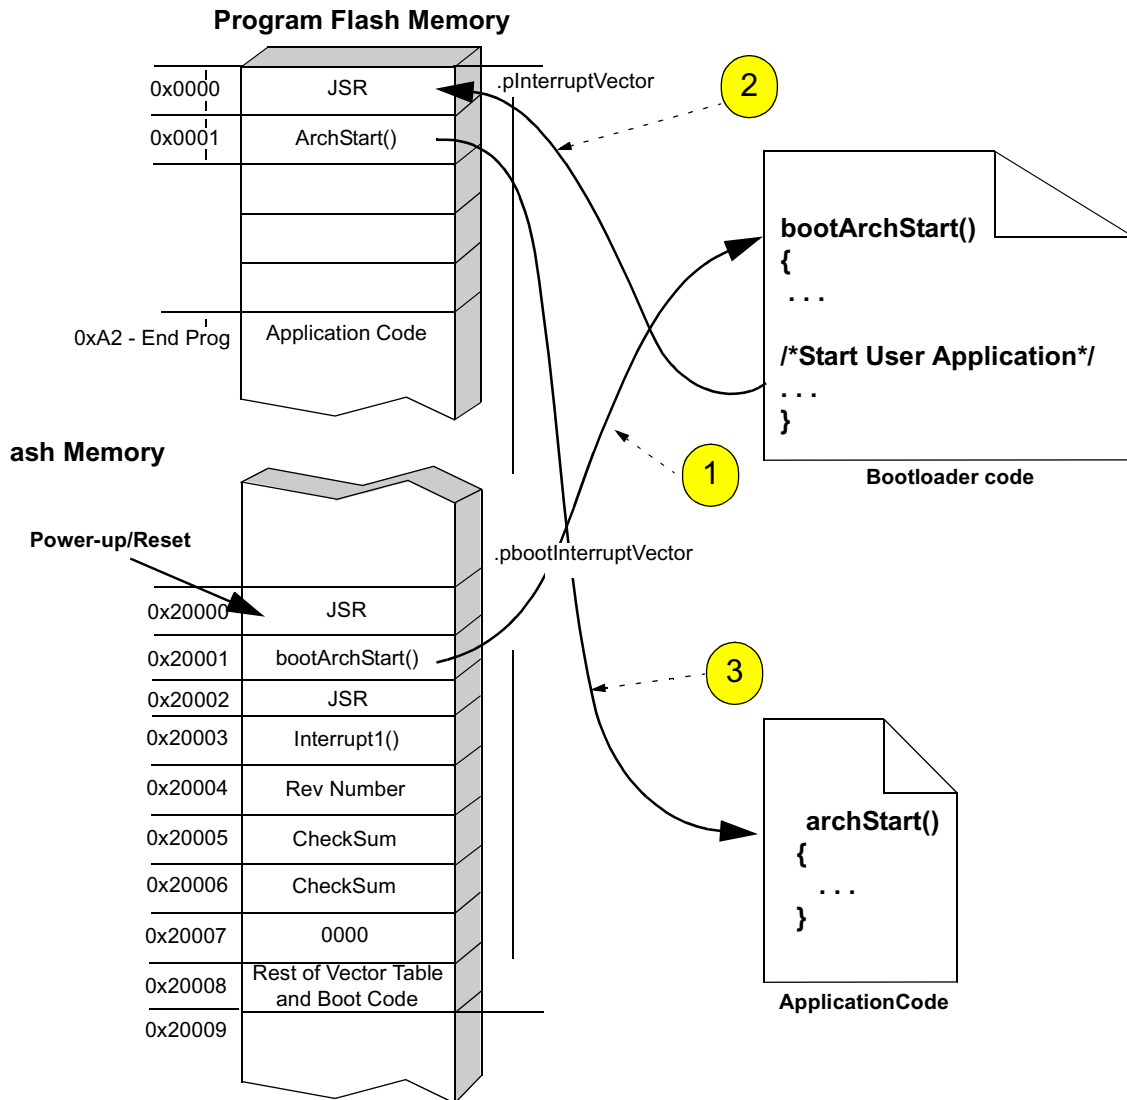 Program Flash Memory
0x0000
JSR
.pInterruptVector
2
0x0001
ArchStart()
bootArchStart()
{
. . .
0xA2 - End Prog
Application Code
/*Start User Application*/
. . .
}
Bootloader code
1
ash Memory
Power-up/Reset
.pbootInterruptVector
0x20000
JSR
0x20001
bootArchStart()
3
0x20002
JSR
0x20003
Interrupt1()
0x20004
Rev Number
0x20005
CheckSum
0x20006
CheckSum
0x20007
0000
0x20008
Rest of Vector Table
and Boot Code
0x20009
archStart()
{
. . .
}
ApplicationCode